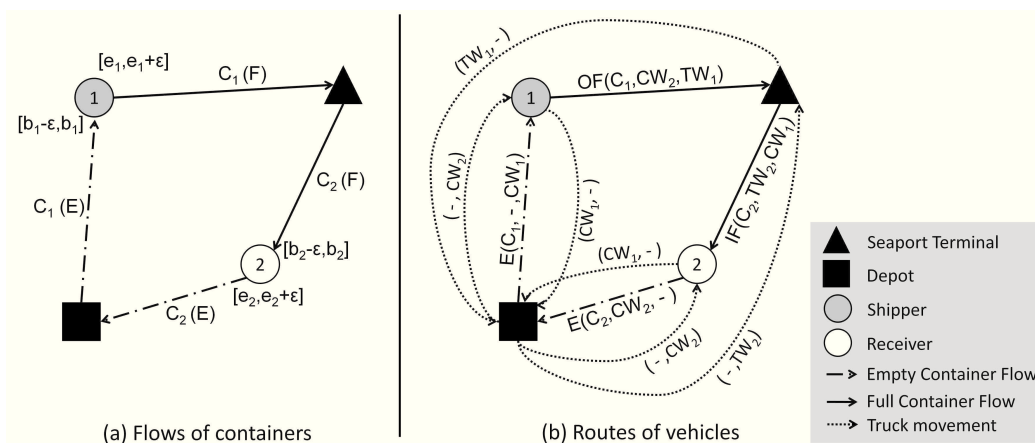 [e₁,e₁+ε]
C₁ (F)
1
[b₁-ε,b₁]
C₁ (E)
C₂ (F)
[b₂-ε,b₂]
2
[e₂,e₂+ε]
C₂ (E)
(a) Flows of containers
(TW₁,-)
1
OF(C₁,CW₂,TW₁)
(-,CW₂)
E(C₁,-,CW₁)
(CW₁,-)
IF(C₂,TW₂,CW₁)
(CW₁,-)
2
E(C₂,CW₂,-)
(-,CW₂)
(-,TW₂)
(b) Routes of vehicles
Seaport Terminal
Depot
Shipper
Receiver
Empty Container Flow
Full Container Flow
Truck movement